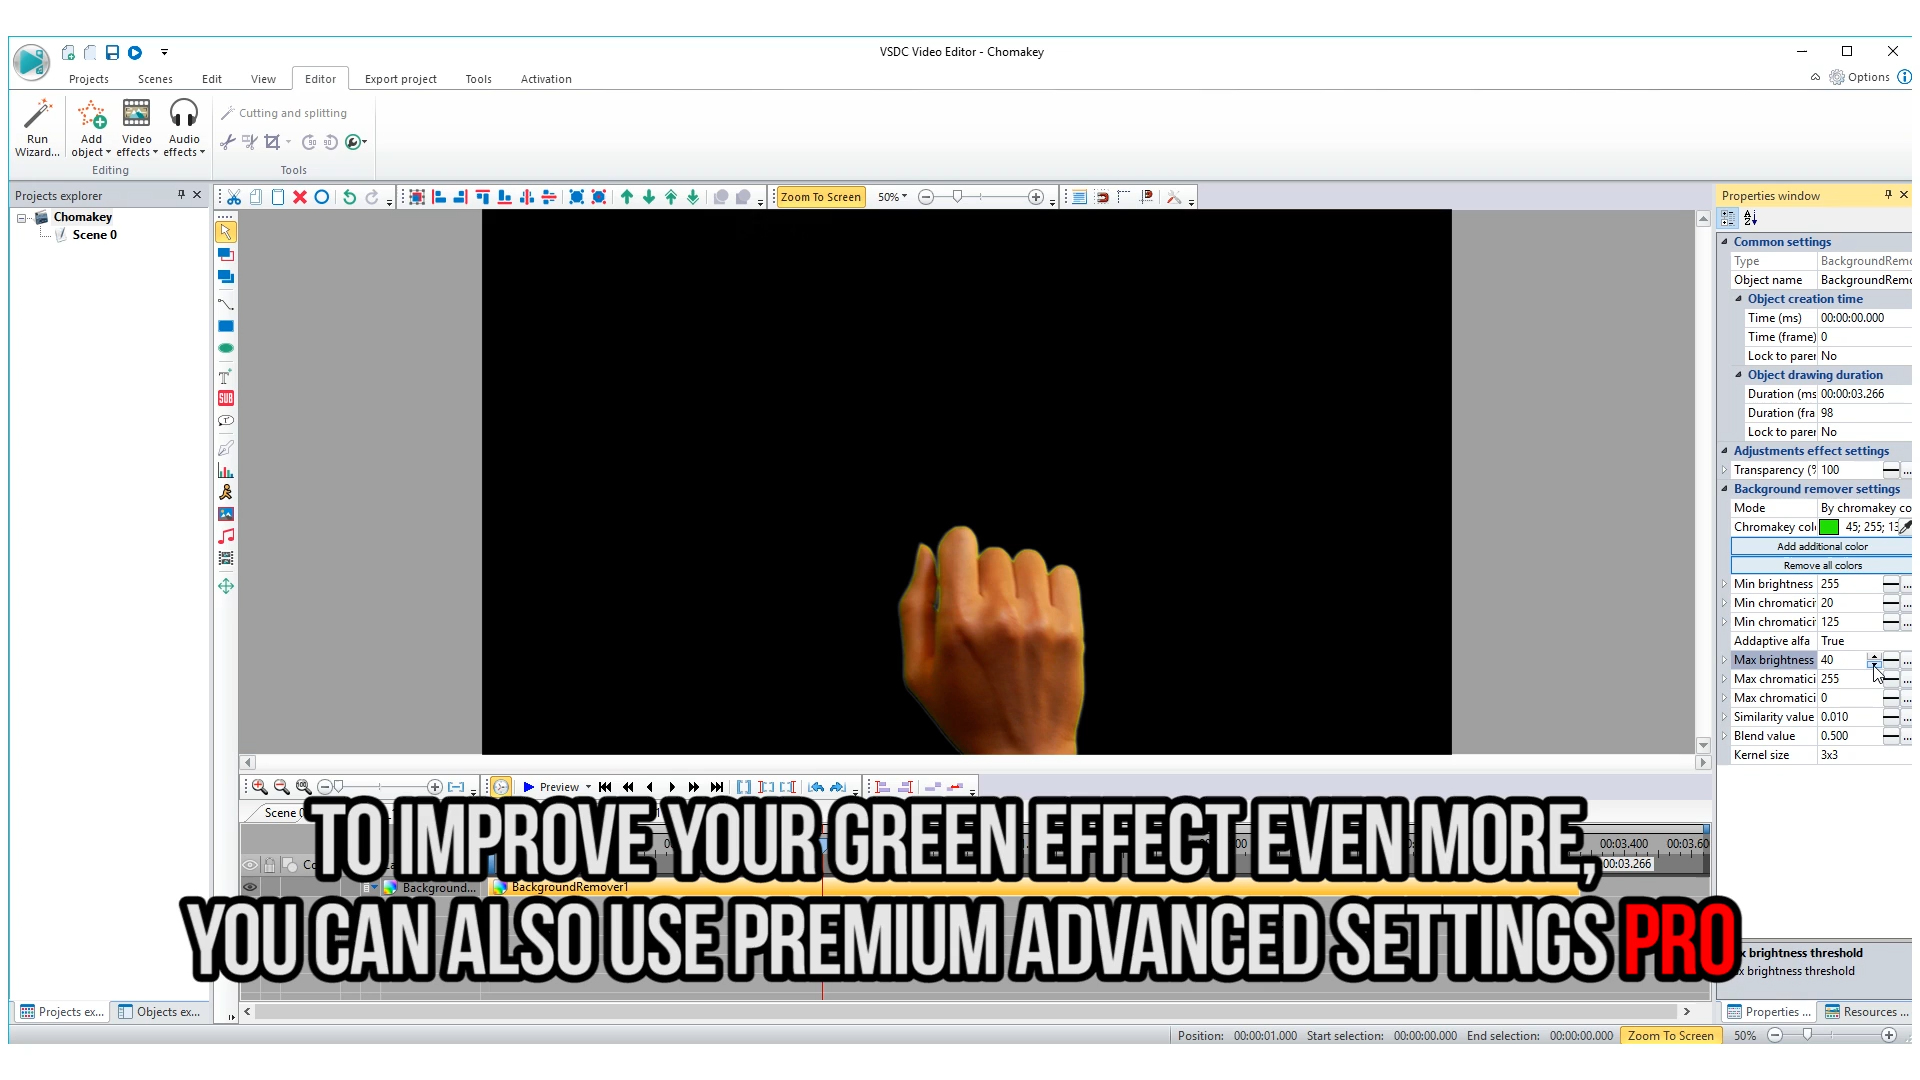 VSDC Video Editor - Chomakey
Projects Scenes Edit View Editor Export project Tools Activation
Options
Run Wizard...
Add object
Video effects
Audio effects
Cutting and splitting
Editing
Tools
Projects explorer
Chomakey
Scene 0
Zoom To Screen
50%
SUB
Properties window
Common settings
Type BackgroundRemo
Object name BackgroundRemo
Object creation time
Time (ms) 00:00:00.000
Time (frame) 0
Lock to parer No
Object drawing duration
Duration (ms 00:00:03.266
Duration (fra 98
Lock to parer No
Adjustments effect settings
Transparency (% 100
Background remover settings
Mode By chromakey co
Chromakey col 45; 255; 13
Add additional color
Remove all colors
Min brightness 255
Min chromatici 20
Min chromatici 125
Addaptive alfa True
Max brightness 40
Max chromatici 255
Max chromatici 0
Similarity value 0.010
Blend value 0.500
Kernel size 3x3
Preview
Scene
00:03.400 00:03.60
00:03.266
Background...
BackgroundRemover1
TO IMPROVE YOUR GREEN EFFECT EVEN MORE,
YOU CAN ALSO USE PREMIUM ADVANCED SETTINGS PRO
x brightness threshold
x brightness threshold
Projects ex...
Objects ex...
Properties ...
Resources ...
Position: 00:00:01.000 Start selection: 00:00:00.000 End selection: 00:00:00.000 Zoom To Screen 50%